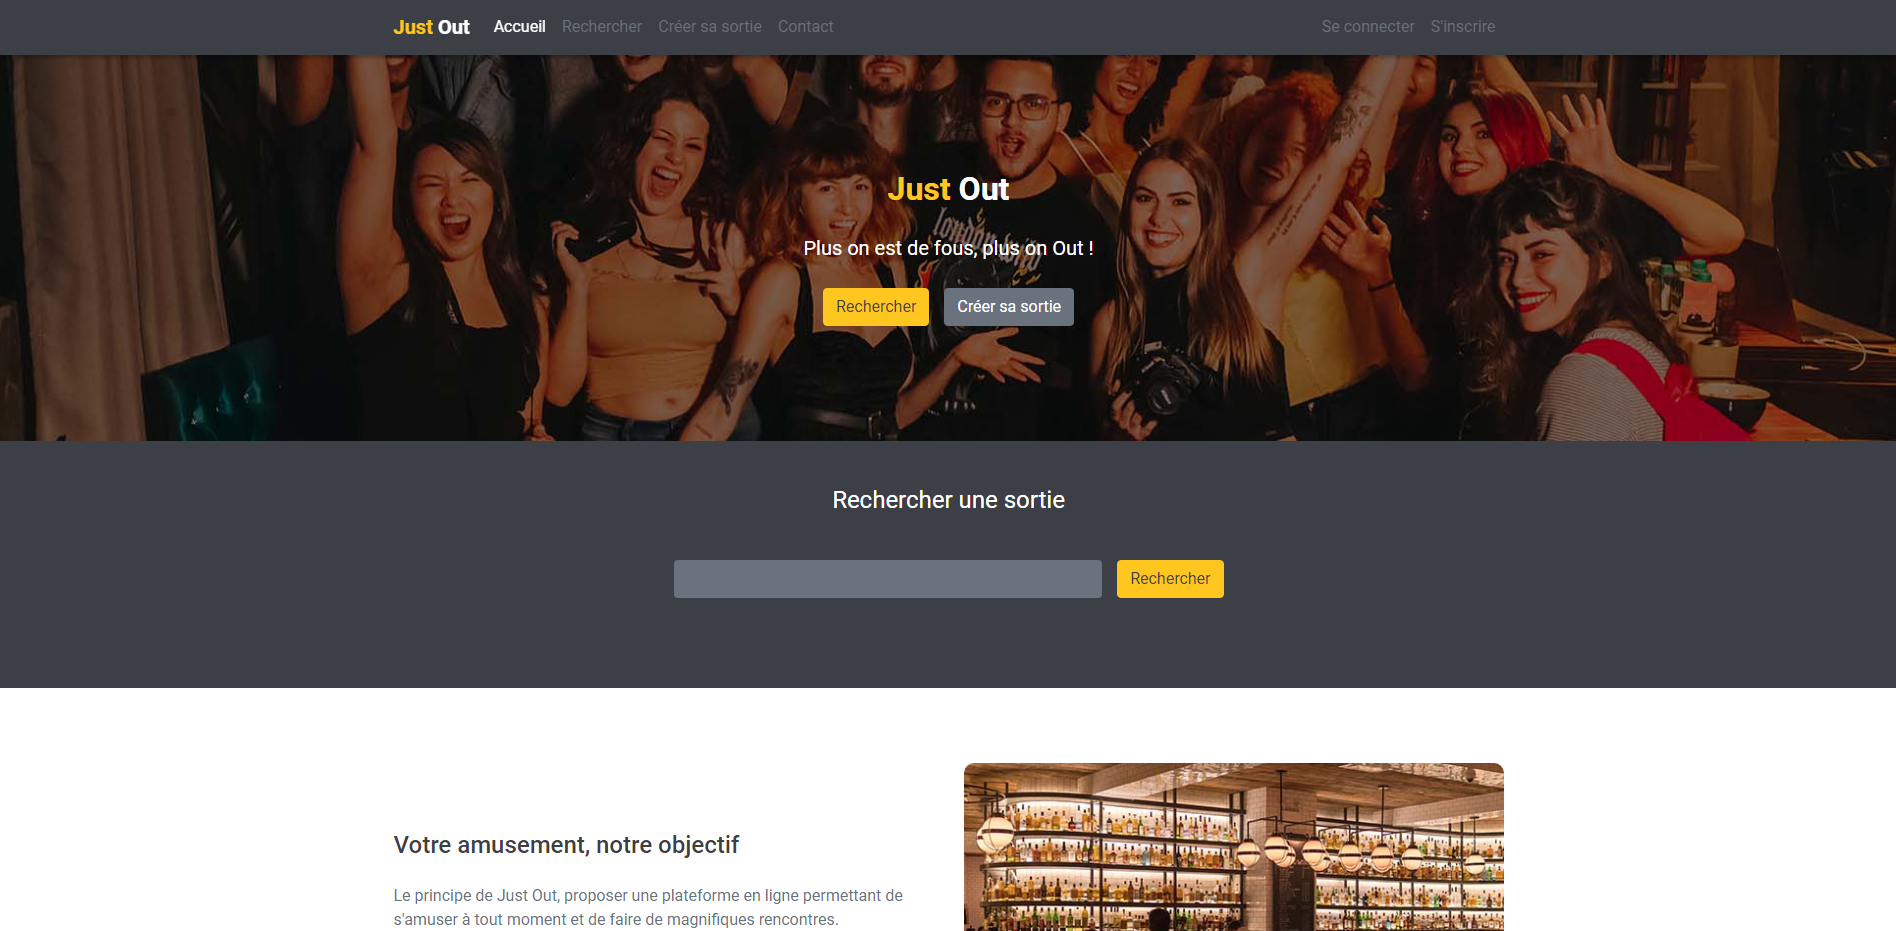 Just Out Accueil Rechercher Créer sa sortie Contact Se connecter S'inscrire
Just Out
Plus on est de fous, plus on Out !
Rechercher Créer sa sortie
Rechercher une sortie
Rechercher
Votre amusement, notre objectif
Le principe de Just Out, proposer une plateforme en ligne permettant de
s'amuser à tout moment et de faire de magnifiques rencontres.